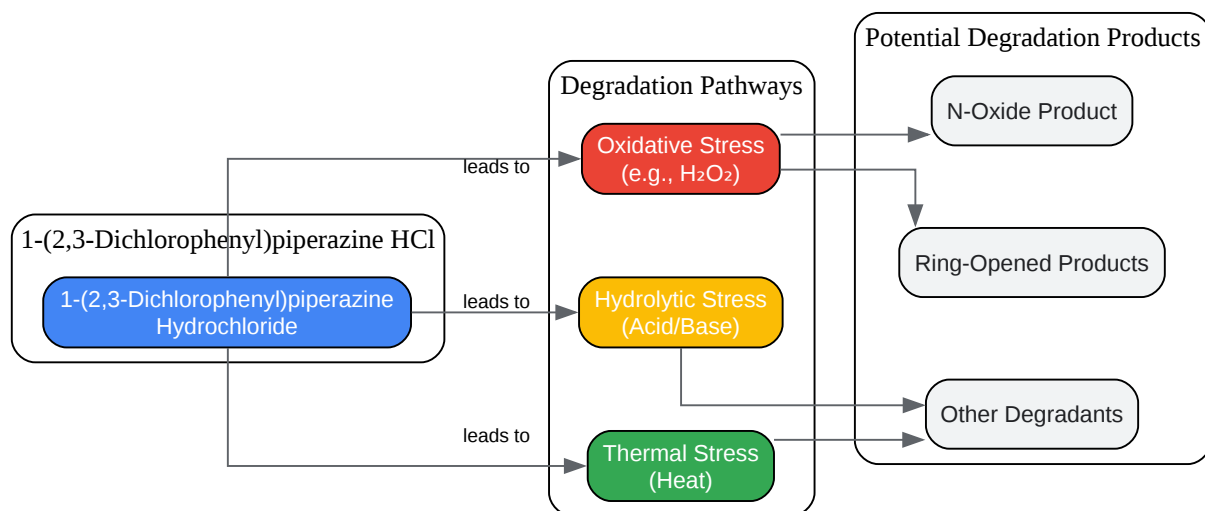 1-(2,3-Dichlorophenyl)piperazine HCl
1-(2,3-Dichlorophenyl)piperazine
Hydrochloride
leads to
leads to
leads to
Degradation Pathways
Oxidative Stress
(e.g., H₂O₂)
Hydrolytic Stress
(Acid/Base)
Thermal Stress
(Heat)
Potential Degradation Products
N-Oxide Product
Ring-Opened Products
Other Degradants